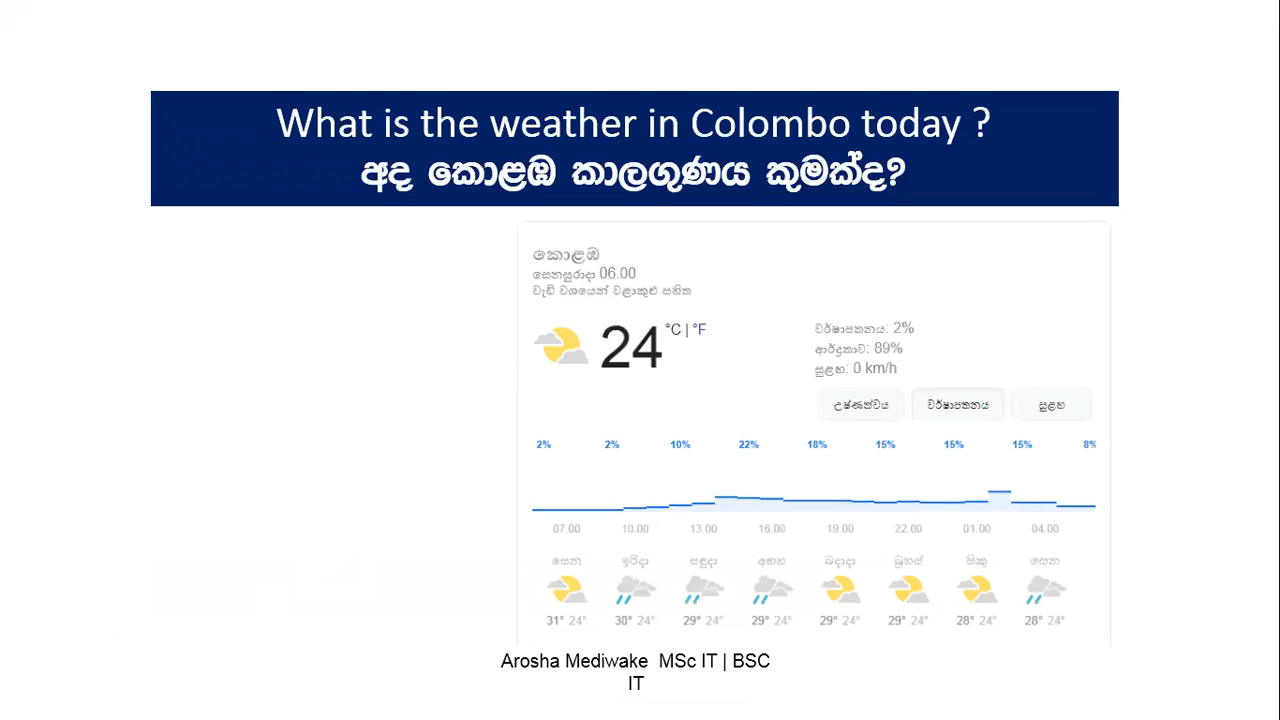 What is the weather in Colombo today ?
අද කොළඹ කාලගුණය කුමක්ද?
කොළඹ
සෙනසුරාදා 06.00
වැඩි වශයෙන් වළාකුළු සහිත
24 °C | °F
වර්ෂාපතනය: 2%
ආර්ද්‍රතාව: 89%
සුළඟ: 0 km/h
උෂ්ණත්වය වර්ෂාපතනය සුළඟ
2% 2% 10% 22% 18% 15% 15% 15% 8%
07.00 10.00 13.00 16.00 19.00 22.00 01.00 04.00
සෙන ඉරිදා සඳුදා අඟහ බදාදා බ්‍රහස් සිකු සෙන
31° 24° 30° 24° 29° 24° 29° 24° 29° 24° 29° 24° 28° 24° 28° 24°
Arosha Mediwake MSc IT | BSC
IT